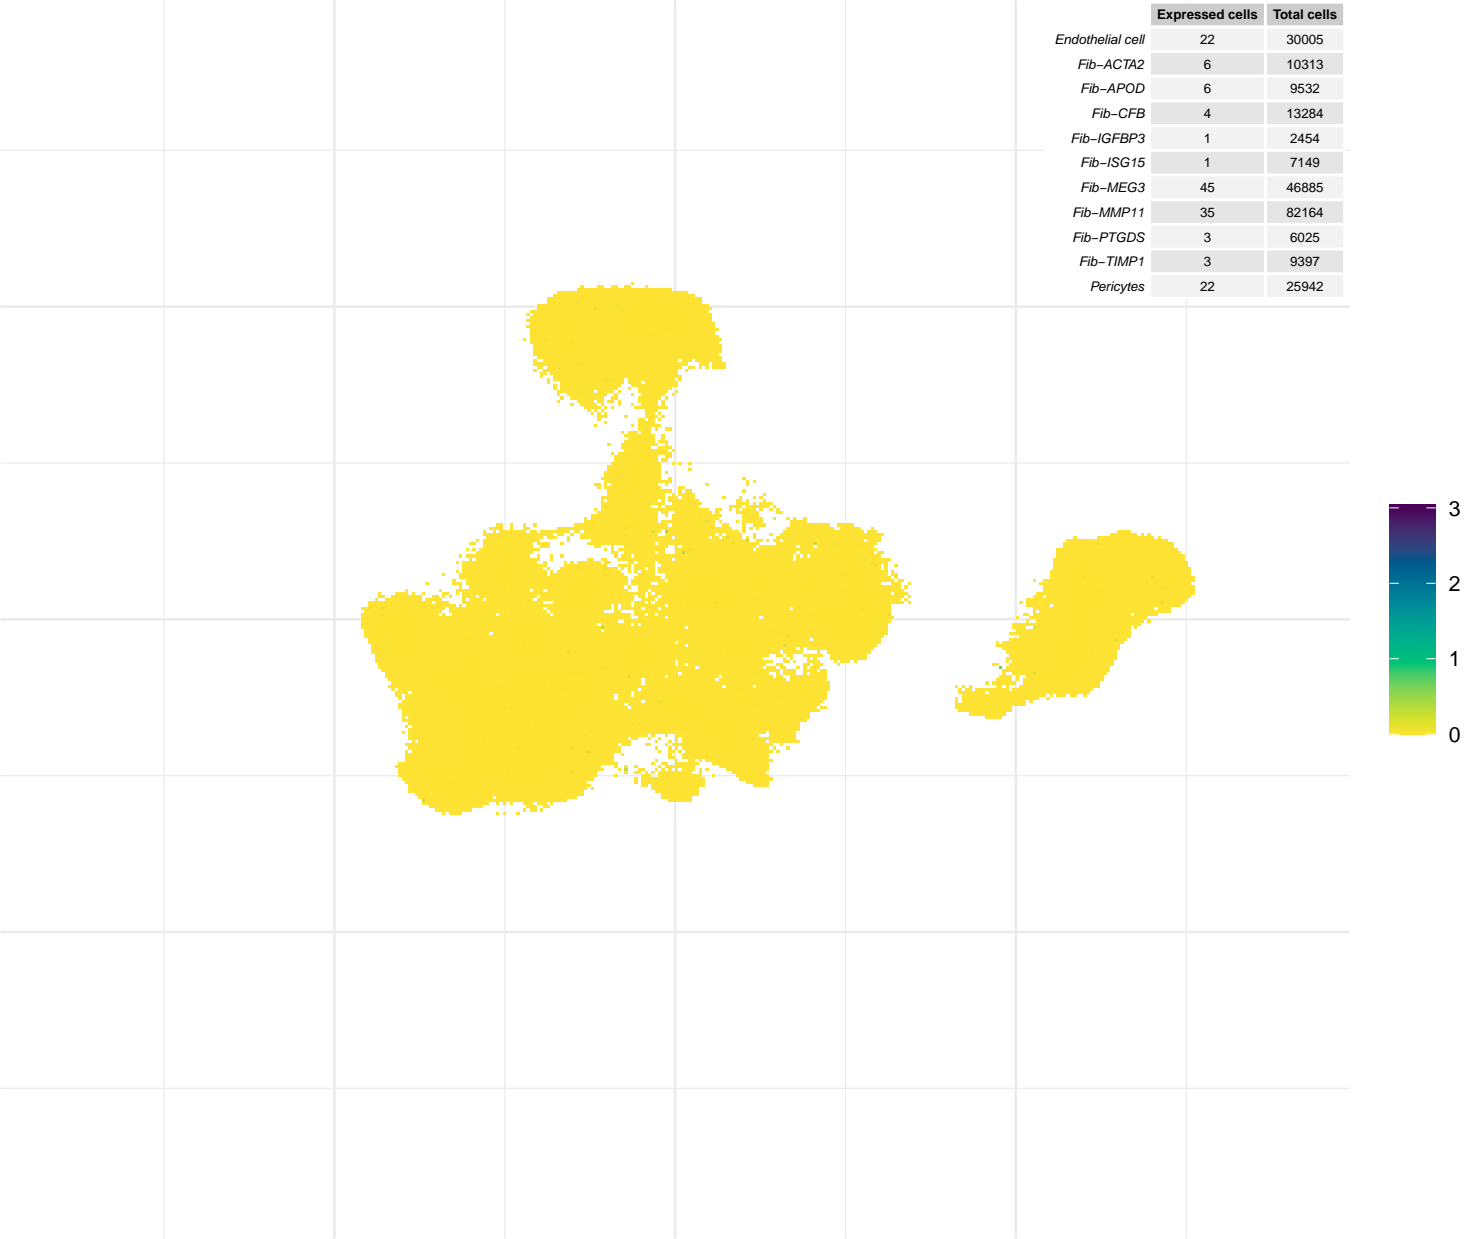 Expressed cells Total cells
Endothelial cell 22 30005
Fib−ACTA2 6 10313
Fib−APOD 6 9532
Fib−CFB 4 13284
Fib−IGFBP3 1 2454
Fib−ISG15 1 7149
Fib−MEG3 45 46885
Fib−MMP11 35 82164
Fib−PTGDS 3 6025
Fib−TIMP1 3 9397
Pericytes 22 25942
3
2
1
0